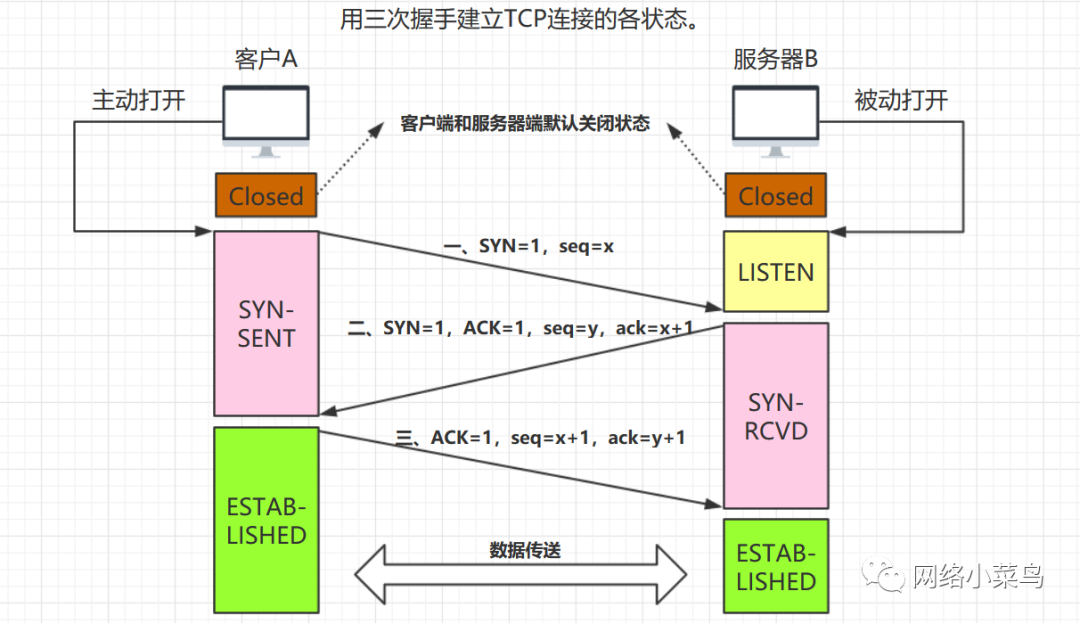 用三次握手建立TCP连接的各状态。
客户A
服务器B
主动打开
被动打开
客户端和服务器端默认关闭状态
Closed
Closed
一、SYN=1，seq=x
LISTEN
SYN-
SENT
二、SYN=1，ACK=1，seq=y，ack=x+1
SYN-
RCVD
三、ACK=1，seq=x+1，ack=y+1
ESTAB-
LISHED
数据传送
ESTAB-
LISHED
网络小菜鸟